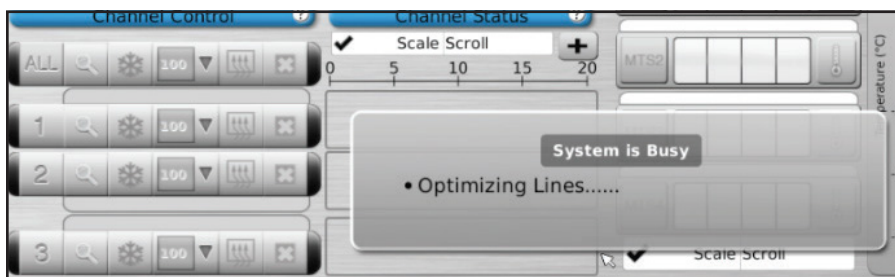 Channel Control ?
Channel Status ?
Scale Scroll
0 5 10 15 20
ALL 100
MTS2
1 100
2 100
3 100
System is Busy
• Optimizing Lines......
Scale Scroll